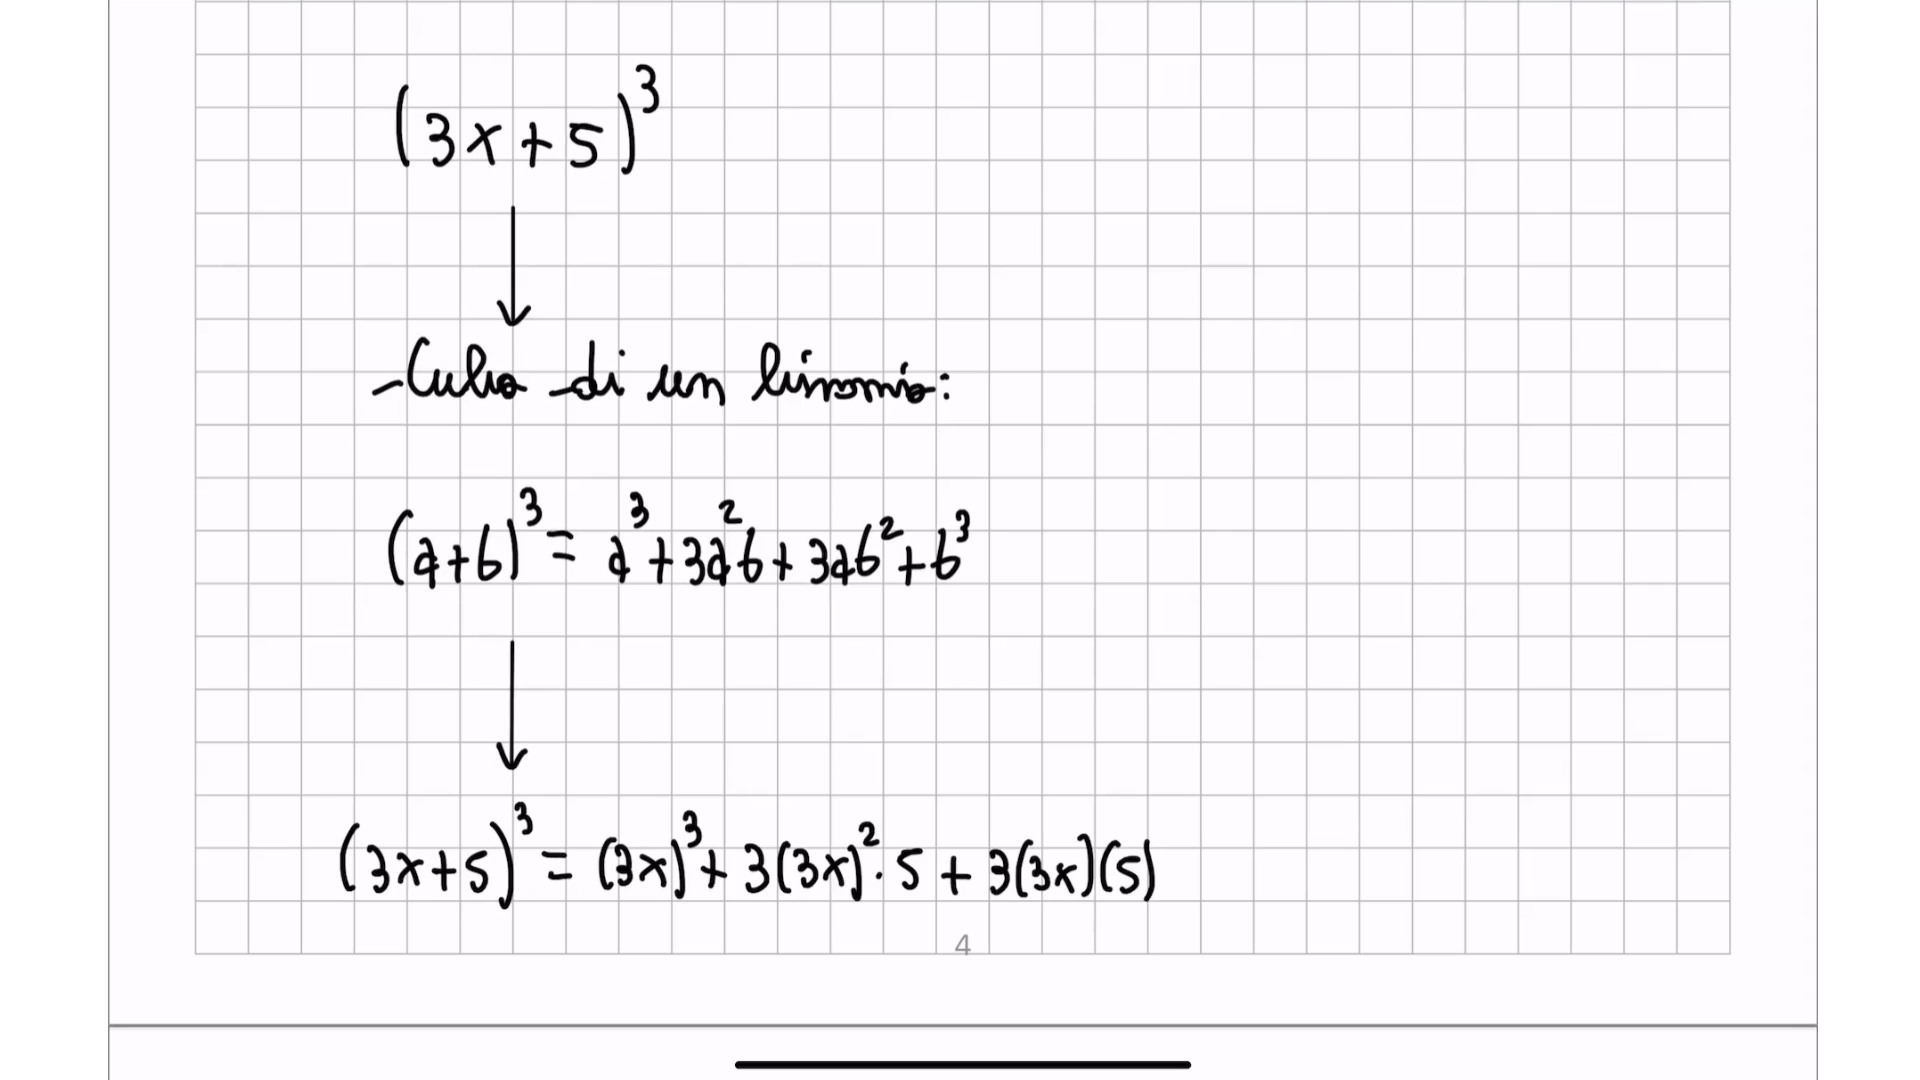 (3x+5)³
-Cubo di un binomio:
(a+b)³ = a³+3a²b+3ab²+b³
(3x+5)³ = (3x)³+3(3x)²·5+3(3x)(5)
4